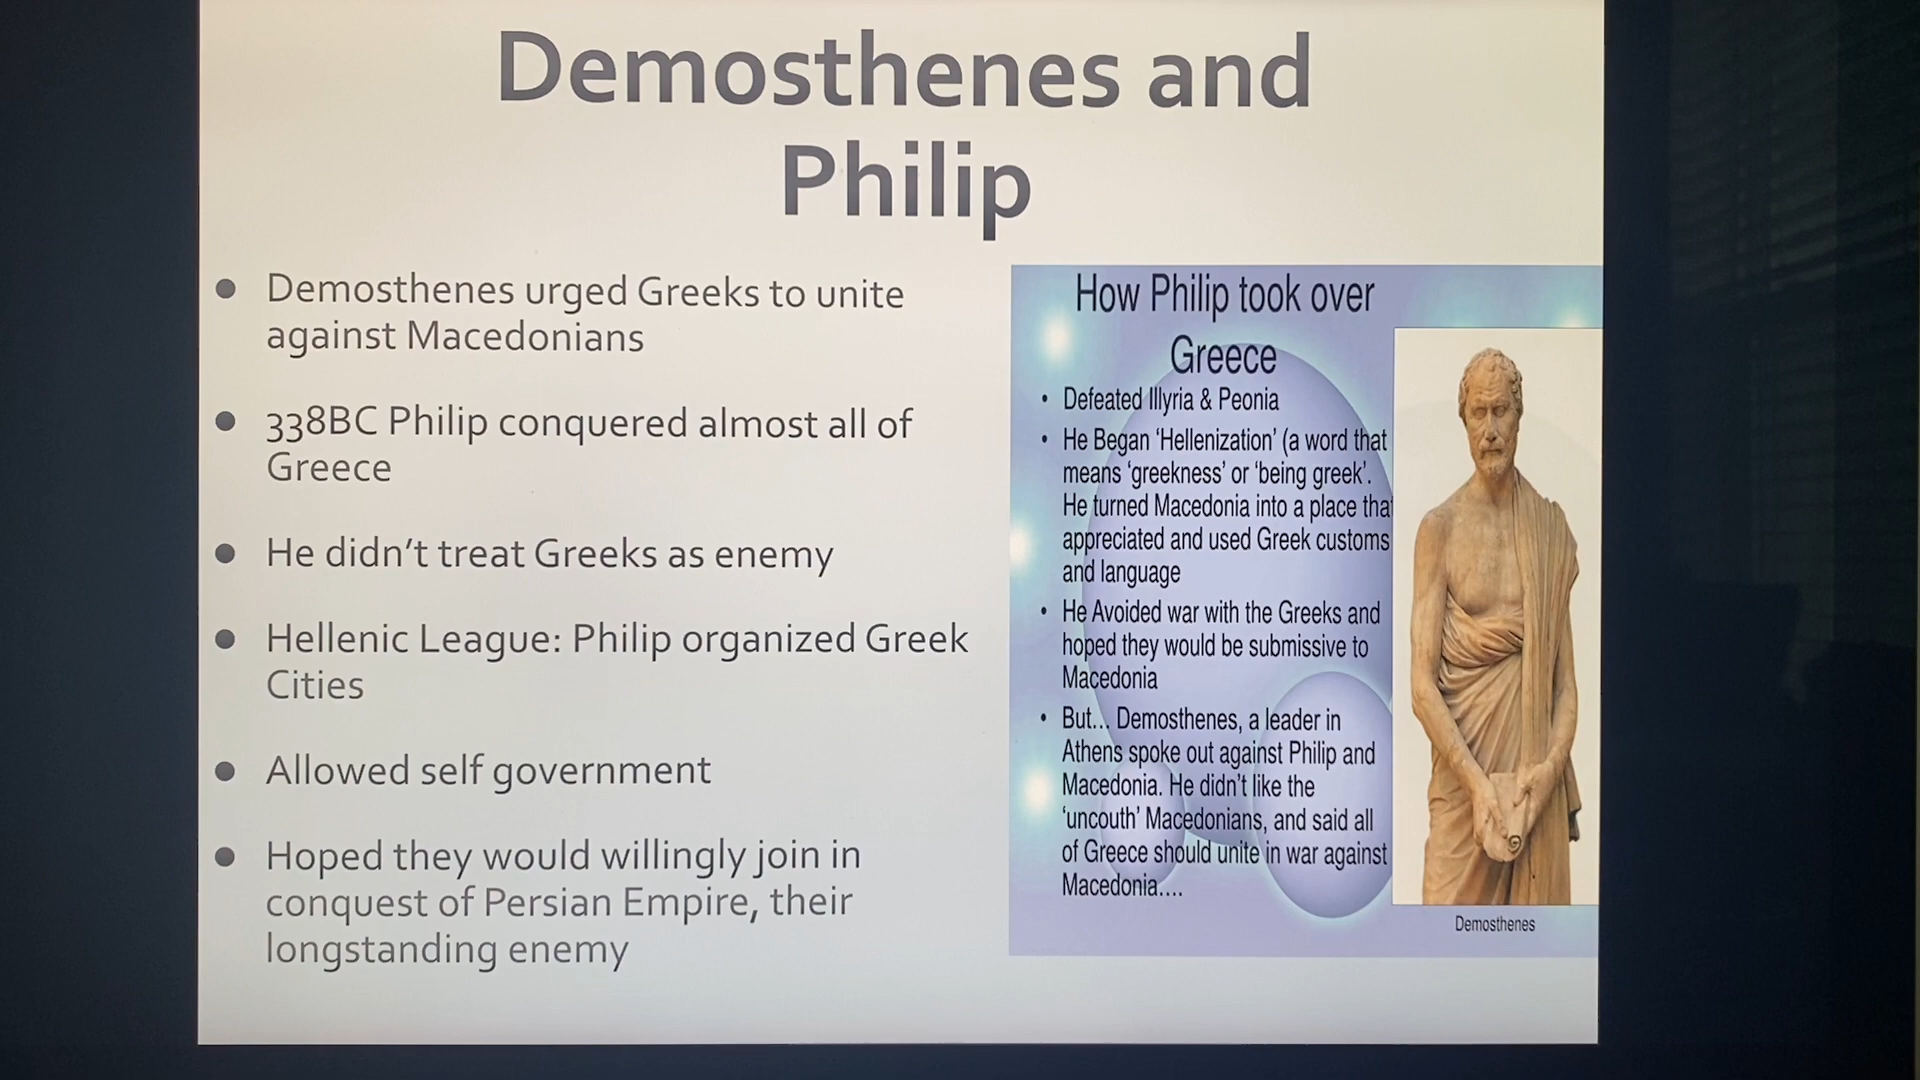 Demosthenes and
Philip
● Demosthenes urged Greeks to unite
against Macedonians
● 338BC Philip conquered almost all of
Greece
● He didn't treat Greeks as enemy
● Hellenic League: Philip organized Greek
Cities
● Allowed self government
● Hoped they would willingly join in
conquest of Persian Empire, their
longstanding enemy
How Philip took over
Greece
• Defeated Illyria & Peonia
• He Began 'Hellenization' (a word that
means 'greekness' or 'being greek'.
He turned Macedonia into a place that
appreciated and used Greek customs
and language
• He Avoided war with the Greeks and
hoped they would be submissive to
Macedonia
• But... Demosthenes, a leader in
Athens spoke out against Philip and
Macedonia. He didn't like the
'uncouth' Macedonians, and said all
of Greece should unite in war against
Macedonia....
Demosthenes